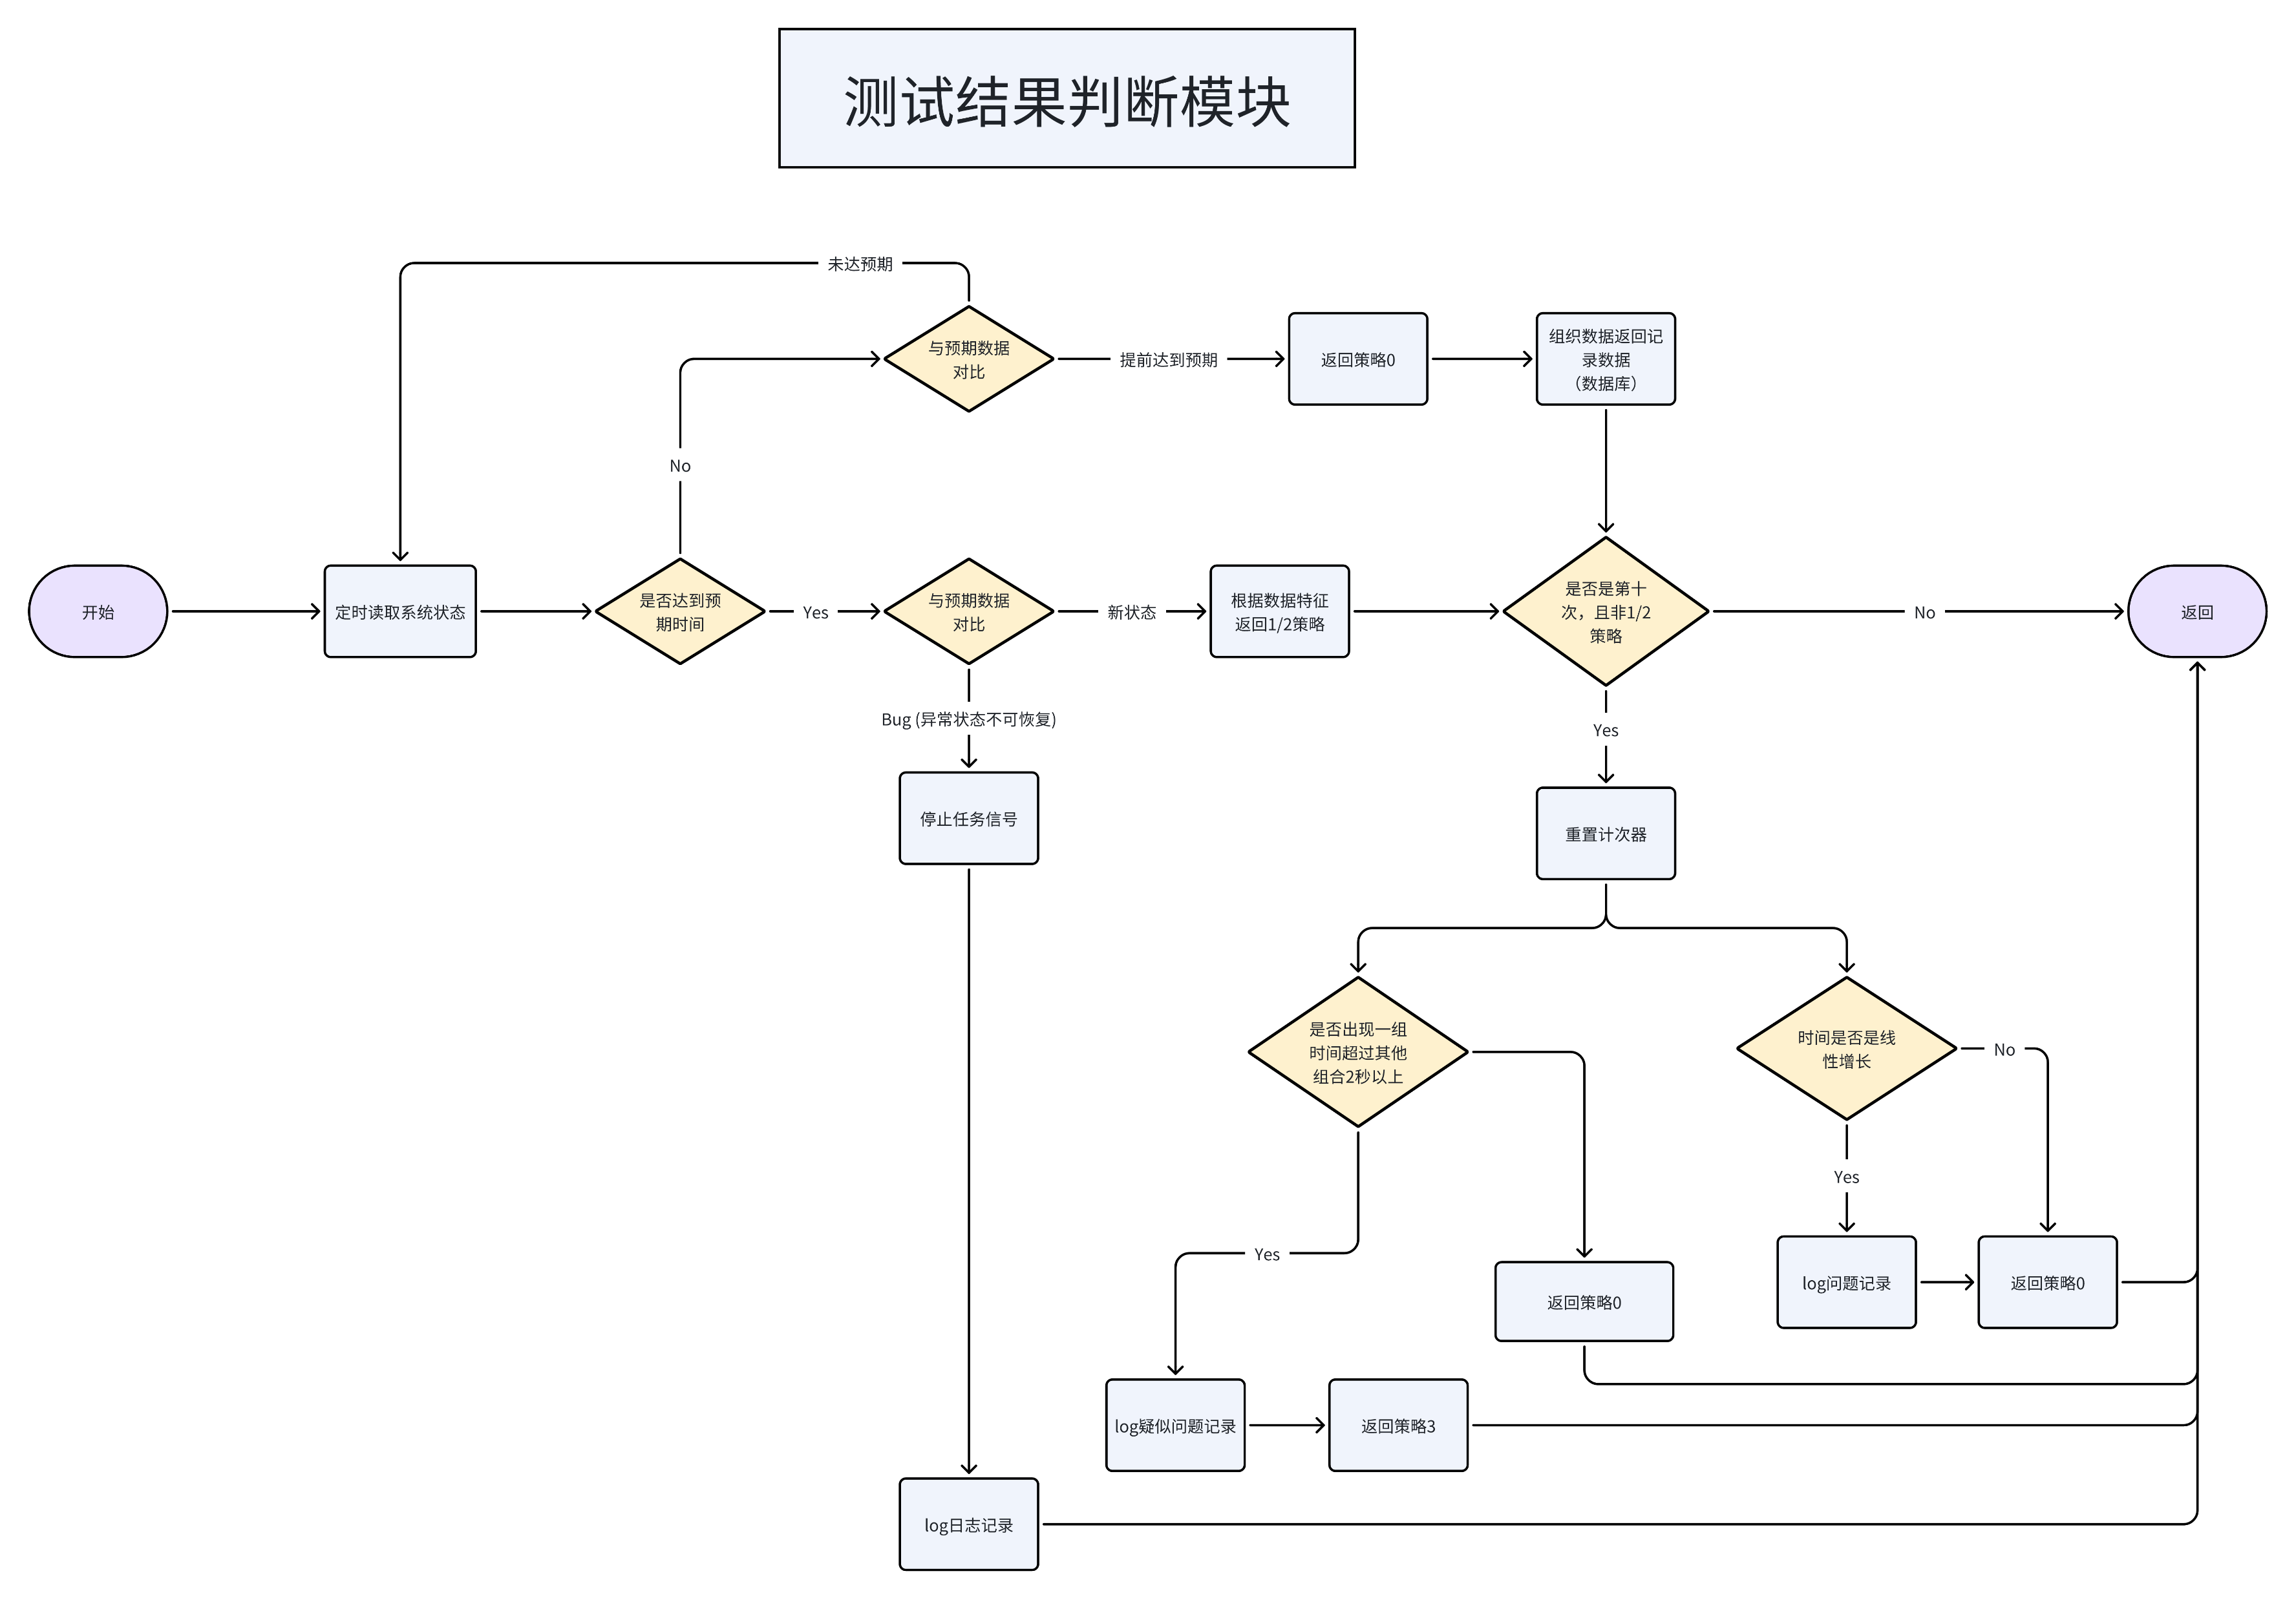 测试结果判断模块
未达预期
与预期数据
对比
提前达到预期
返回策略0
组织数据返回记
录数据
（数据库）
No
开始
定时读取系统状态
是否达到预
期时间
Yes
与预期数据
对比
新状态
根据数据特征
返回1/2策略
是否是第十
次，且非1/2
策略
No
返回
Bug (异常状态不可恢复)
Yes
停止任务信号
重置计次器
是否出现一组
时间超过其他
组合2秒以上
时间是否是线
性增长
No
Yes
Yes
log问题记录
返回策略0
返回策略0
log疑似问题记录
返回策略3
log日志记录